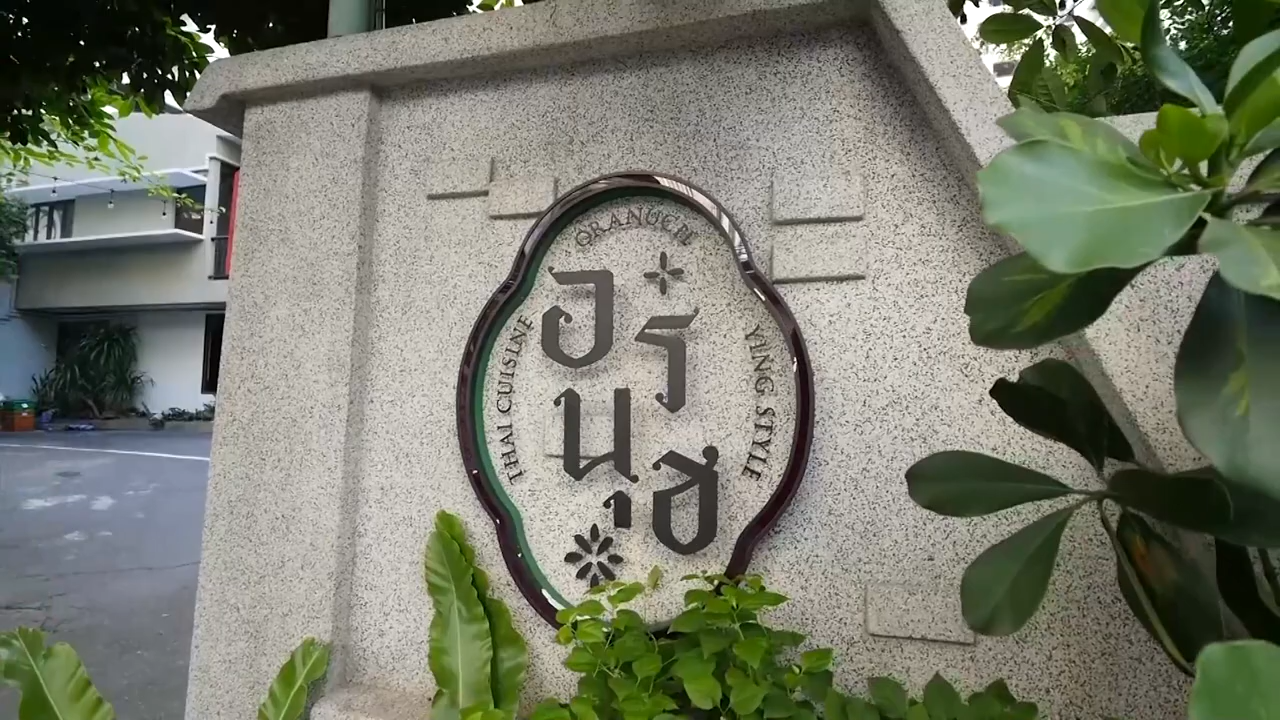 ORANUCH
อร
นุช
THAI CUISINE
YING STYLE